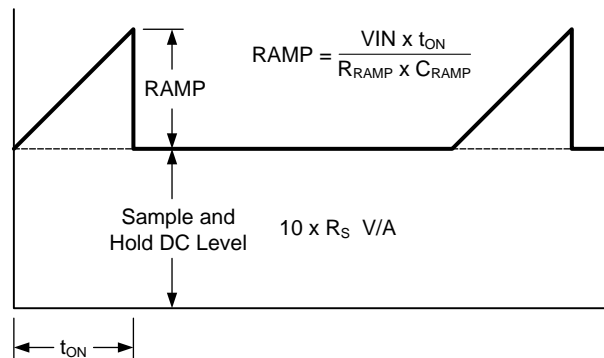 RAMP = VIN x tON
RRAMP x CRAMP
RAMP
Sample and
Hold DC Level
10 x RS V/A
tON